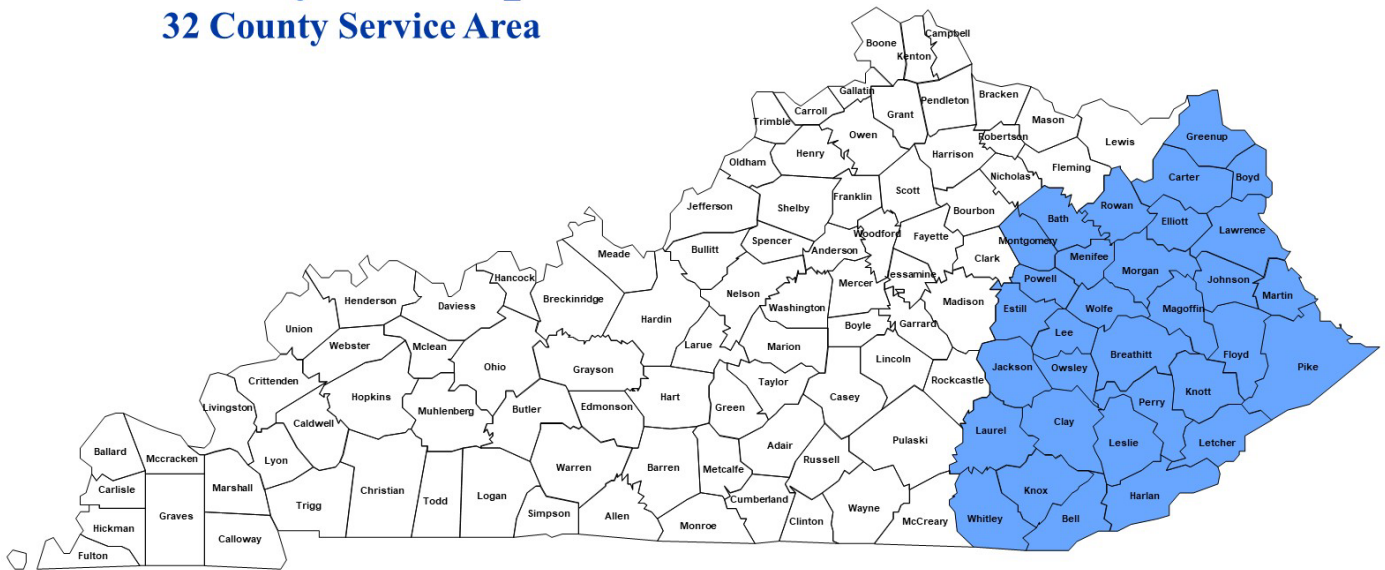 32 County Service Area
Campbell
Boone
Kenton
Gallatin
Bracken
Pendleton
Carroll
Grant
Trimble
Mason
Owen
Robertson
Lewis
Greenup
Henry
Harrison
Oldham
Fleming
Nicholas
Carter
Boyd
Scott
Franklin
Jefferson
Shelby
Bourbon
Rowan
Bath
Elliott
Lawrence
Woodford
Fayette
Spencer
Montgomery
Bullitt
Anderson
Meade
Clark
Menifee
Morgan
Jessamine
Hancock
Powell
Johnson
Mercer
Nelson
Martin
Henderson
Daviess
Breckinridge
Washington
Madison
Estill
Wolfe
Magoffin
Hardin
Garrard
Boyle
Union
Lee
Larue
Marion
Webster
Mclean
Breathitt
Floyd
Lincoln
Ohio
Grayson
Jackson
Owsley
Pike
Crittenden
Rockcastle
Taylor
Knott
Hopkins
Hart
Casey
Perry
Livingston
Muhlenberg
Butler
Edmonson
Green
Caldwell
Clay
Laurel
Pulaski
Leslie
Letcher
Adair
Ballard
Mccracken
Lyon
Russell
Warren
Barren
Metcalfe
Carlisle
Marshall
Christian
Knox
Harlan
Todd
Logan
Cumberland
Trigg
Wayne
Graves
Simpson
Allen
Whitley
Bell
Clinton
McCreary
Hickman
Monroe
Calloway
Fulton